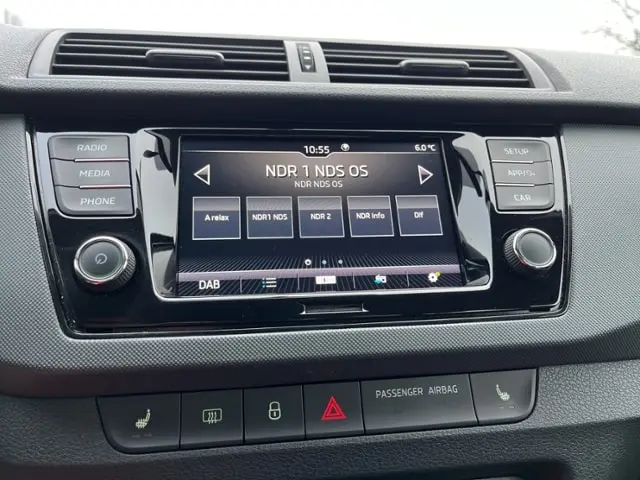 RADIO
MEDIA
PHONE
10:55
6.0 °C
NDR 1 NDS OS
NDR NDS OS
A relax
NDR1 NDS
NDR 2
NDR Info
Dlf
DAB
SETUP
APP/
CAR
PASSENGER AIRBAG